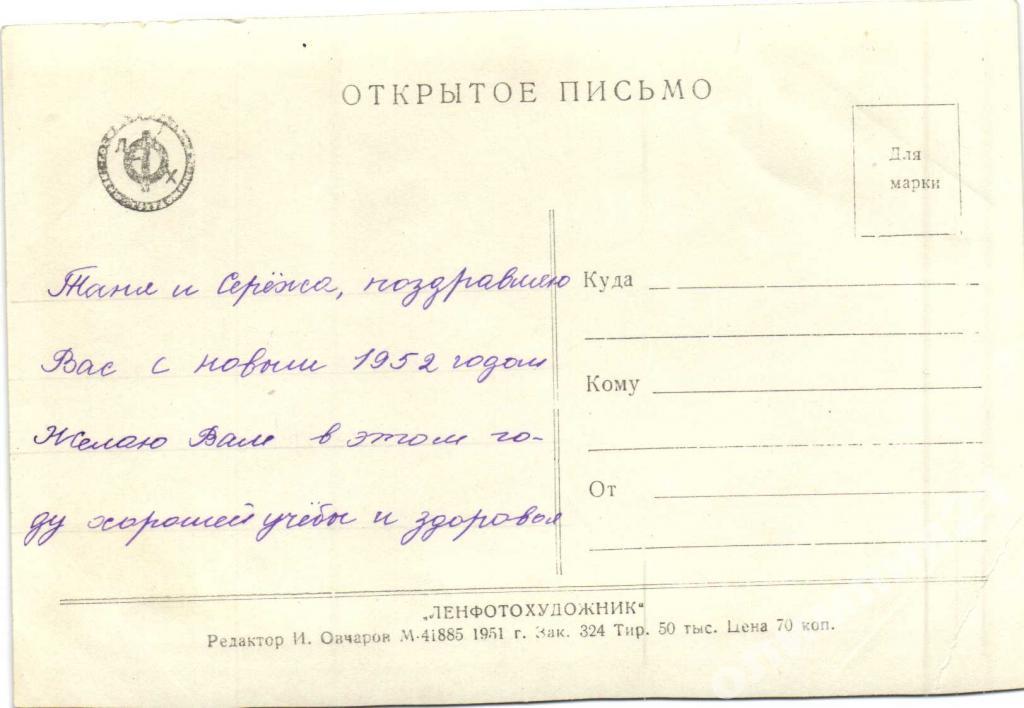 ОТКРЫТОЕ ПИСЬМО
Л Ф Х
Для
марки
Таня и Серёжа, поздравляю
Вас с новым 1952 годом
Желаю Вам в этом го-
ду хорошей учёбы и здоровья
Куда
Кому
От
„ЛЕНФОТОХУДОЖНИК“
Редактор И. Овчаров М-41885 1951 г. Зак. 324 Тир. 50 тыс. Цена 70 коп.